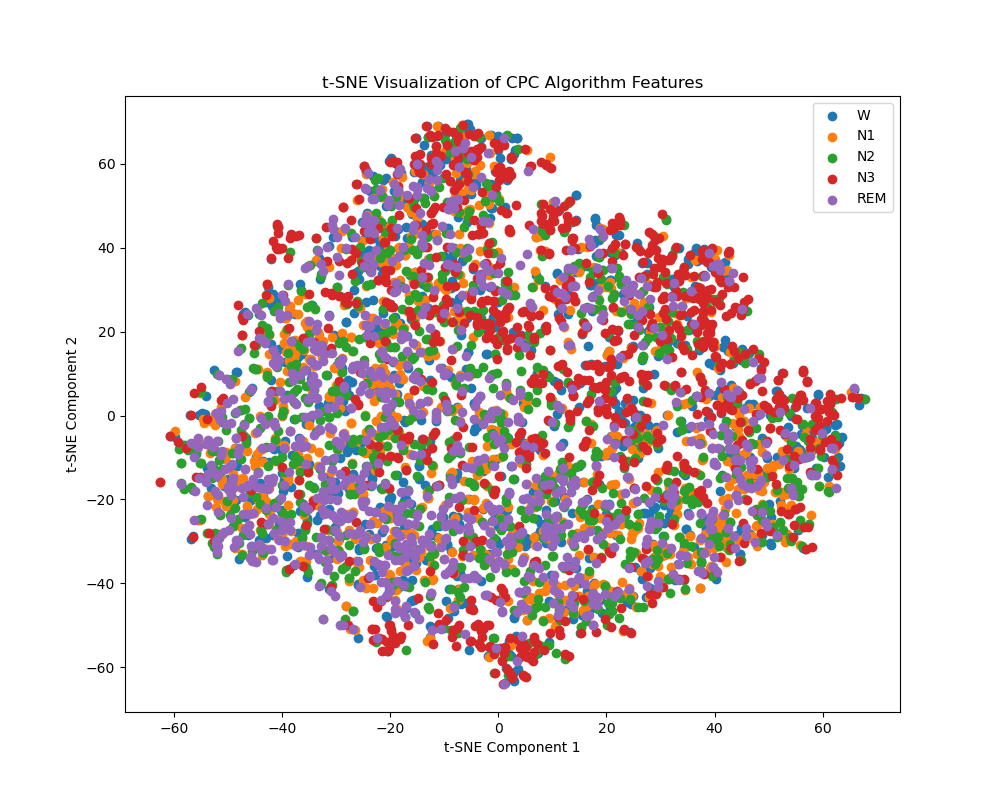 t-SNE Visualization of CPC Algorithm Features
W
N1
N2
N3
REM
60
40
20
0
−20
−40
−60
t-SNE Component 2
−60 −40 −20 0 20 40 60
t-SNE Component 1